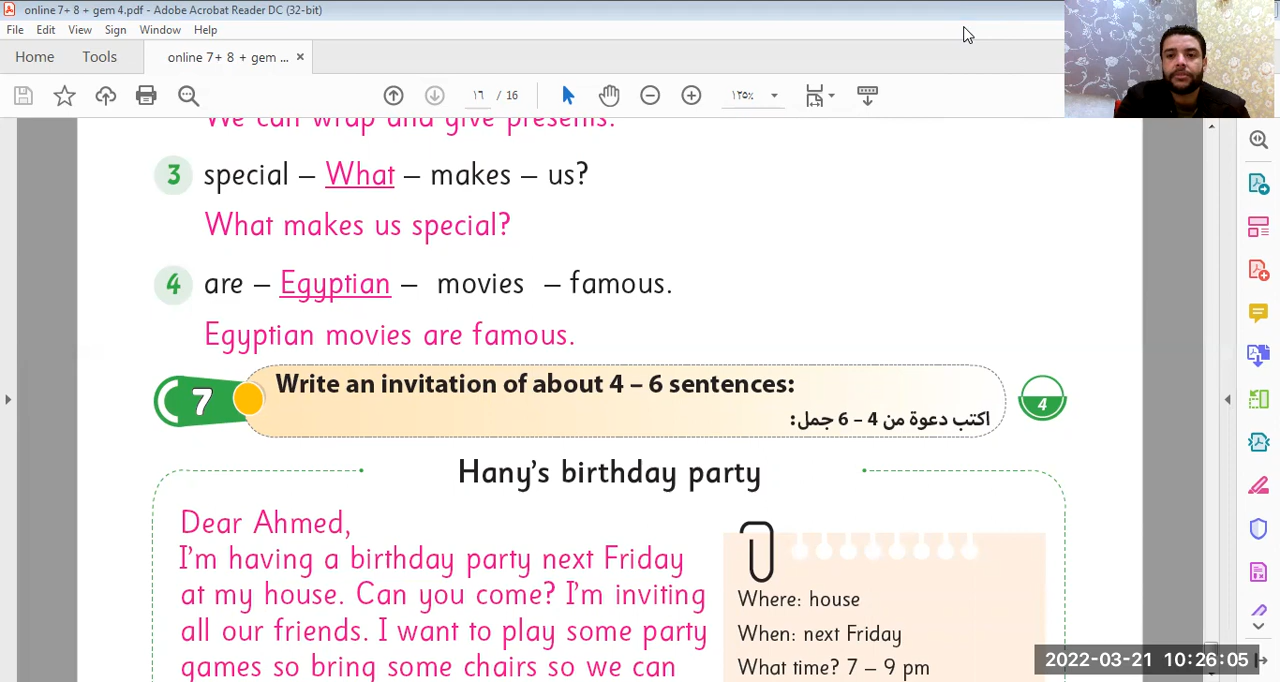 online 7+ 8 + gem 4.pdf - Adobe Acrobat Reader DC (32-bit)
File Edit View Window Sign Help
Home Tools online 7+ 8 + gem ... ×
١٦ / 16 ١٢٥%
We can wrap and give presents.
3 special – What – makes – us?
What makes us special?
4 are – Egyptian – movies – famous.
Egyptian movies are famous.
7 Write an invitation of about 4 – 6 sentences:
اكتب دعوة من 4 – 6 جمل:
4
Hany's birthday party
Dear Ahmed,
I'm having a birthday party next Friday
at my house. Can you come? I'm inviting
all our friends. I want to play some party
games so bring some chairs so we can
Where: house
When: next Friday
What time? 7 – 9 pm
2022-03-21 10:26:05